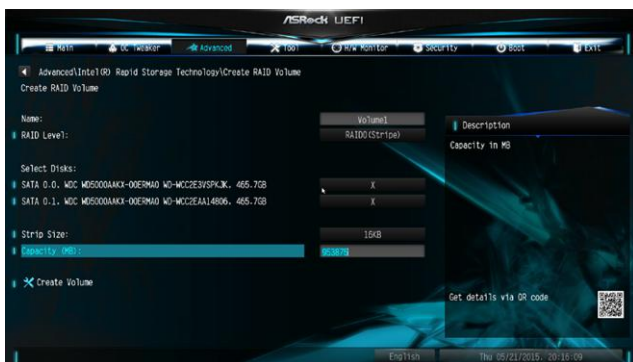 ASRock UEFI
Main OC Tweaker Advanced Tool H/W Monitor Security Boot Exit
Advanced\Intel(R) Rapid Storage Technology\Create RAID Volume
Create RAID Volume
Name: Volume1
RAID Level: RAID0(Stripe)
Select Disks:
SATA 0.0, WDC WD5000AAKX-00ERMA0 WD-WCC2E3VSPKJK, 465.7GB X
SATA 0.1, WDC WD5000AAKX-00ERMA0 WD-WCC2EAA14806, 465.7GB X
Strip Size: 16KB
Capacity (MB): 953875
Create Volume
Description
Capacity in MB
Get details via QR code
English Thu 05/21/2015, 20:16:09